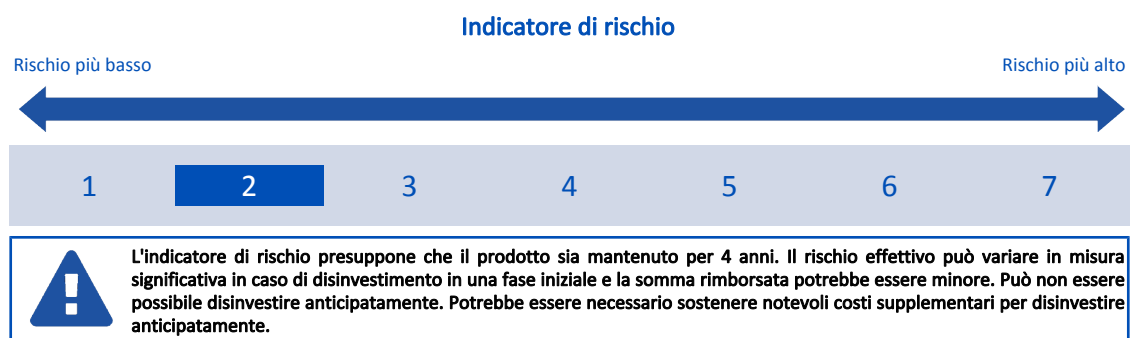 Indicatore di rischio
Rischio più basso
Rischio più alto
1 2 3 4 5 6 7
L'indicatore di rischio presuppone che il prodotto sia mantenuto per 4 anni. Il rischio effettivo può variare in misura
significativa in caso di disinvestimento in una fase iniziale e la somma rimborsata potrebbe essere minore. Può non essere
possibile disinvestire anticipatamente. Potrebbe essere necessario sostenere notevoli costi supplementari per disinvestire
anticipatamente.